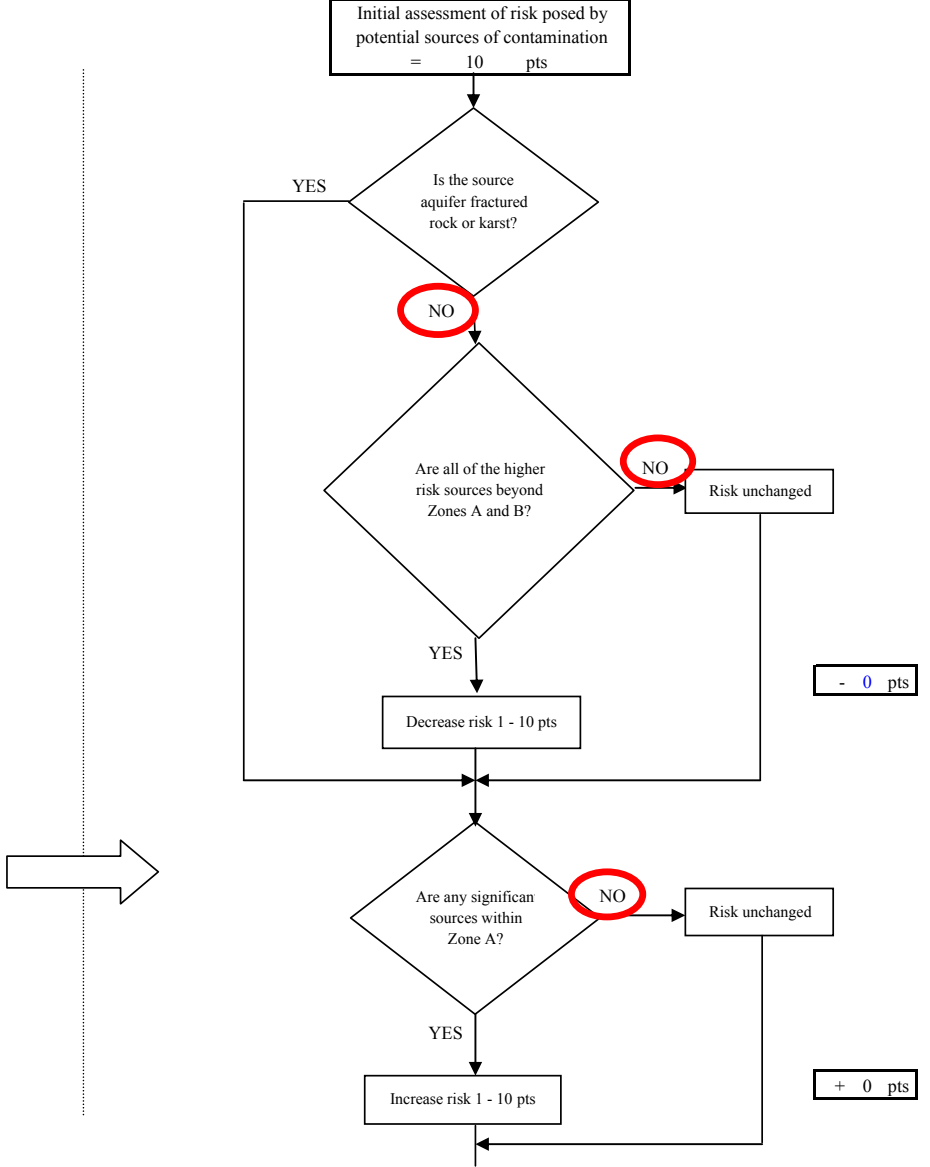 Initial assessment of risk posed by
potential sources of contamination
= 10 pts
Is the source
aquifer fractured
rock or karst?
YES
NO
Are all of the higher
risk sources beyond
Zones A and B?
NO
Risk unchanged
YES
- 0 pts
Decrease risk 1 - 10 pts
Are any significan
sources within
Zone A?
NO
Risk unchanged
YES
+ 0 pts
Increase risk 1 - 10 pts